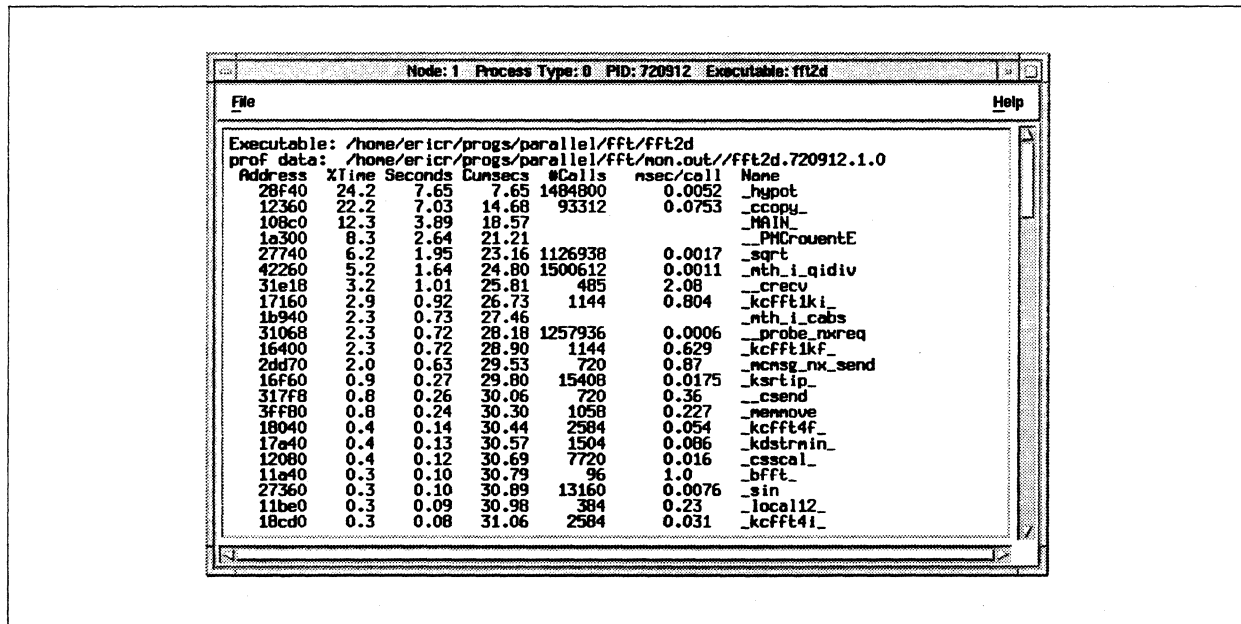 Node: 1 Process Type: 0 PID: 720912 Executable: fft2d
File Help
Executable: /home/ericr/progs/parallel/fft/fft2d
prof data: /home/ericr/progs/parallel/fft/mon.out//fft2d.720912.1.0
Address %Time Seconds Cumsecs #Calls msec/call Name
28f40 24.2 7.65 7.65 1484800 0.0052 _hypot
12360 22.2 7.03 14.68 93312 0.0753 _ccopy_
108c0 12.3 3.89 18.57 _MAIN_
1a300 8.3 2.64 21.21 __PMCrouentE
27740 6.2 1.95 23.16 1126938 0.0017 _sqrt
42260 5.2 1.64 24.80 1500612 0.0011 _mth_i_qidiv
31e18 3.2 1.01 25.81 485 2.08 __crecv
17160 2.9 0.92 26.73 1144 0.804 _kcfft1ki_
1b940 2.3 0.73 27.46 _mth_i_cabs
31068 2.3 0.72 28.18 1257936 0.0006 __probe_nxreq
16400 2.3 0.72 28.90 1144 0.629 _kcfft1kf_
2dd70 2.0 0.63 29.53 720 0.87 _mcmsg_nx_send
16f60 0.9 0.27 29.80 15408 0.0175 _ksrtip_
317f8 0.8 0.26 30.06 720 0.36 __csend
3ff80 0.8 0.24 30.30 1058 0.227 _memmove
18040 0.4 0.14 30.44 2584 0.054 _kcfft4f_
17a40 0.4 0.13 30.57 1504 0.086 _kdstrmin_
12080 0.4 0.12 30.69 7720 0.016 _csscal_
11a40 0.3 0.10 30.79 96 1.0 _bfft_
27360 0.3 0.10 30.89 13160 0.0076 _sin
11be0 0.3 0.09 30.98 384 0.23 _local12_
18cd0 0.3 0.08 31.06 2584 0.031 _kcfft4i_